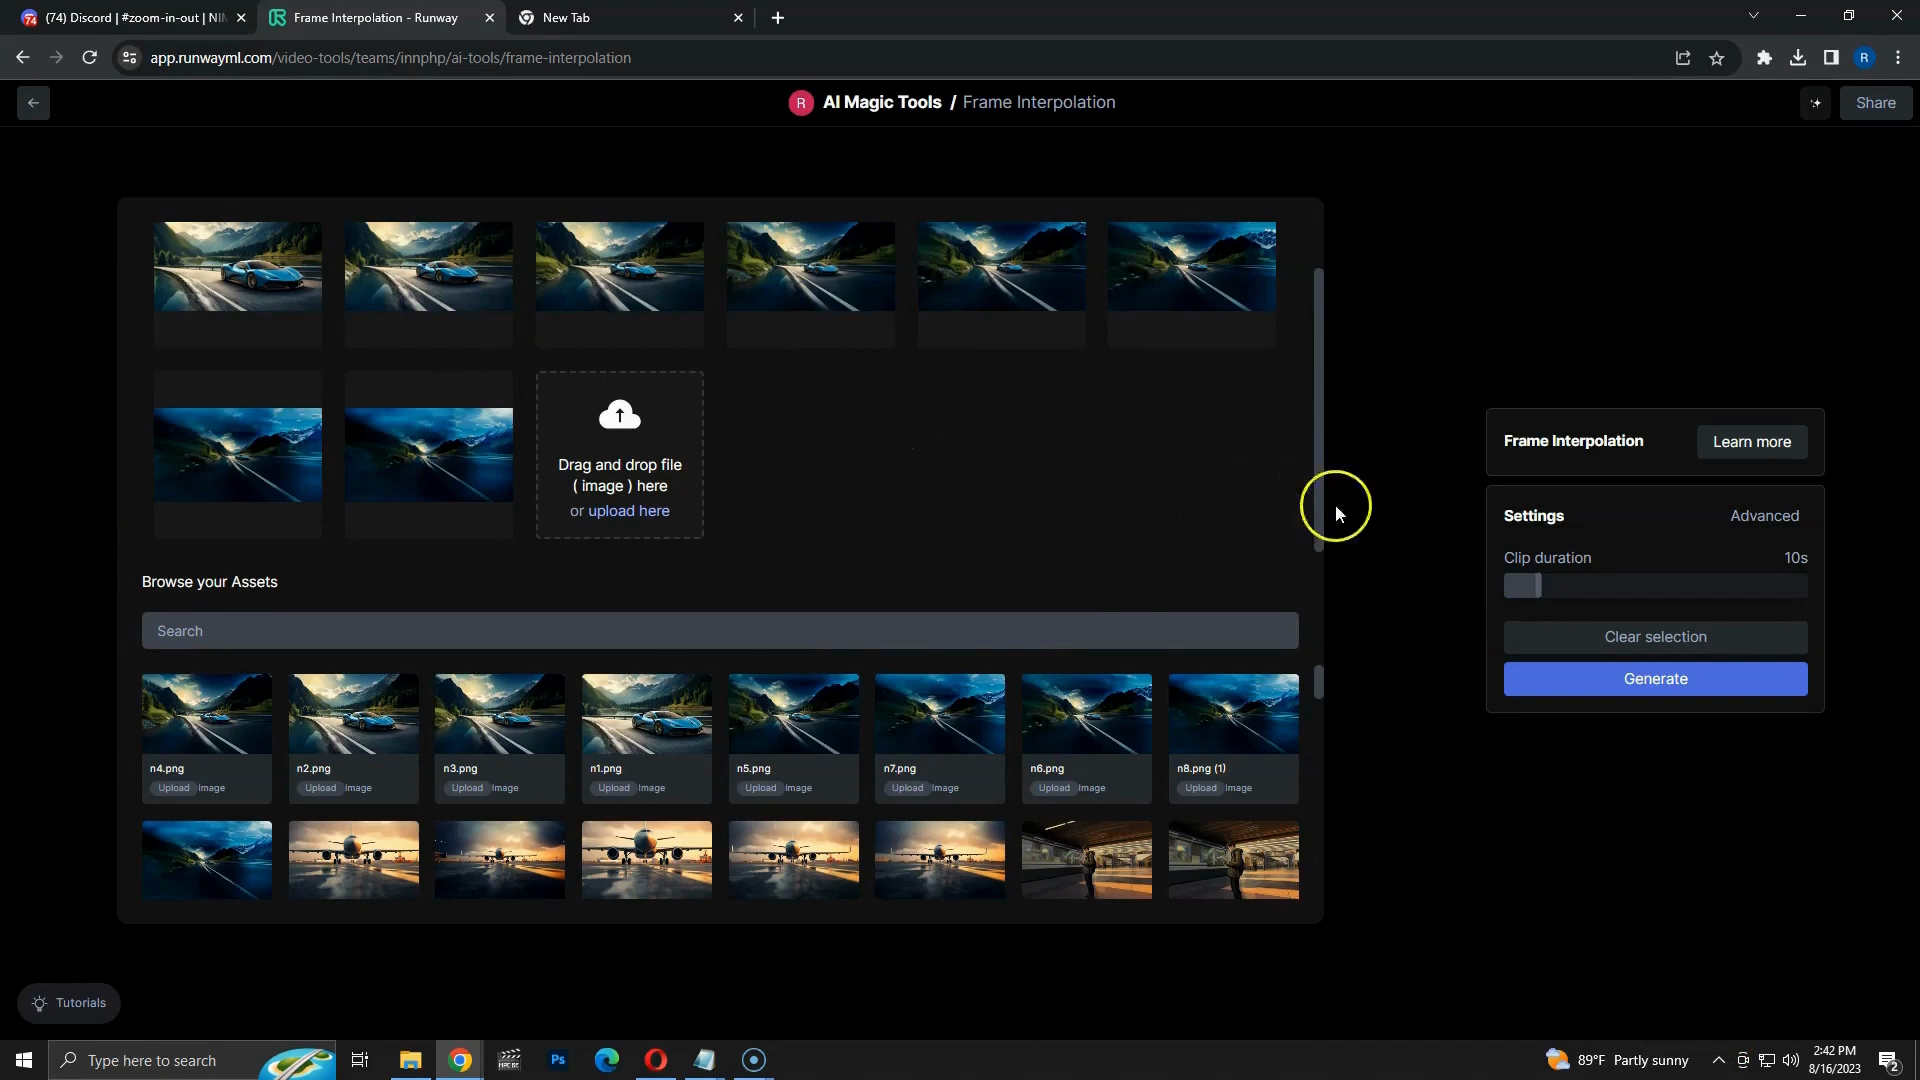 (74) Discord | #zoom-in-out | NIN
Frame Interpolation - Runway
New Tab
app.runwayml.com/video-tools/teams/innphp/ai-tools/frame-interpolation
R
R AI Magic Tools / Frame Interpolation
Share
Drag and drop file
( image ) here
or upload here
Frame Interpolation
Learn more
Settings
Advanced
Clip duration
10s
Clear selection
Generate
Browse your Assets
Search
n4.png
n2.png
n3.png
n1.png
n5.png
n7.png
n6.png
n8.png (1)
Upload Image
Upload Image
Upload Image
Upload Image
Upload Image
Upload Image
Upload Image
Upload Image
Tutorials
Type here to search
Ps
89°F Partly sunny
2:42 PM
8/16/2023
2